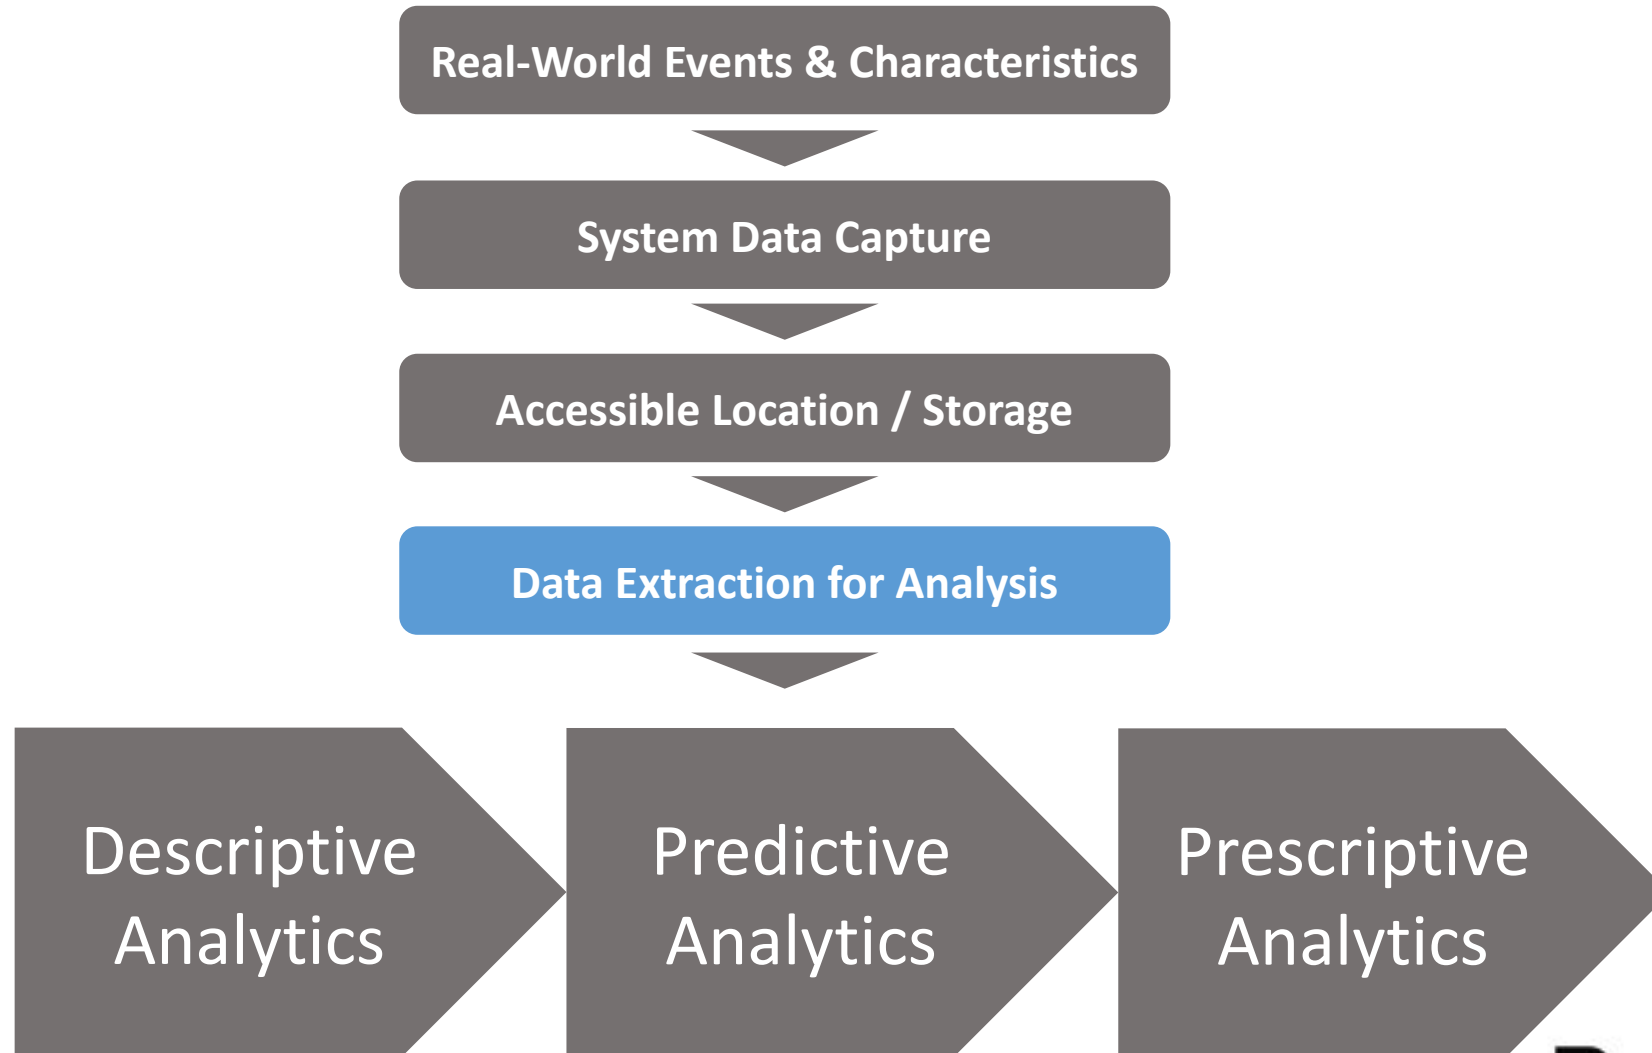 Real-World Events & Characteristics
System Data Capture
Accessible Location / Storage
Data Extraction for Analysis
Descriptive
Analytics
Predictive
Analytics
Prescriptive
Analytics